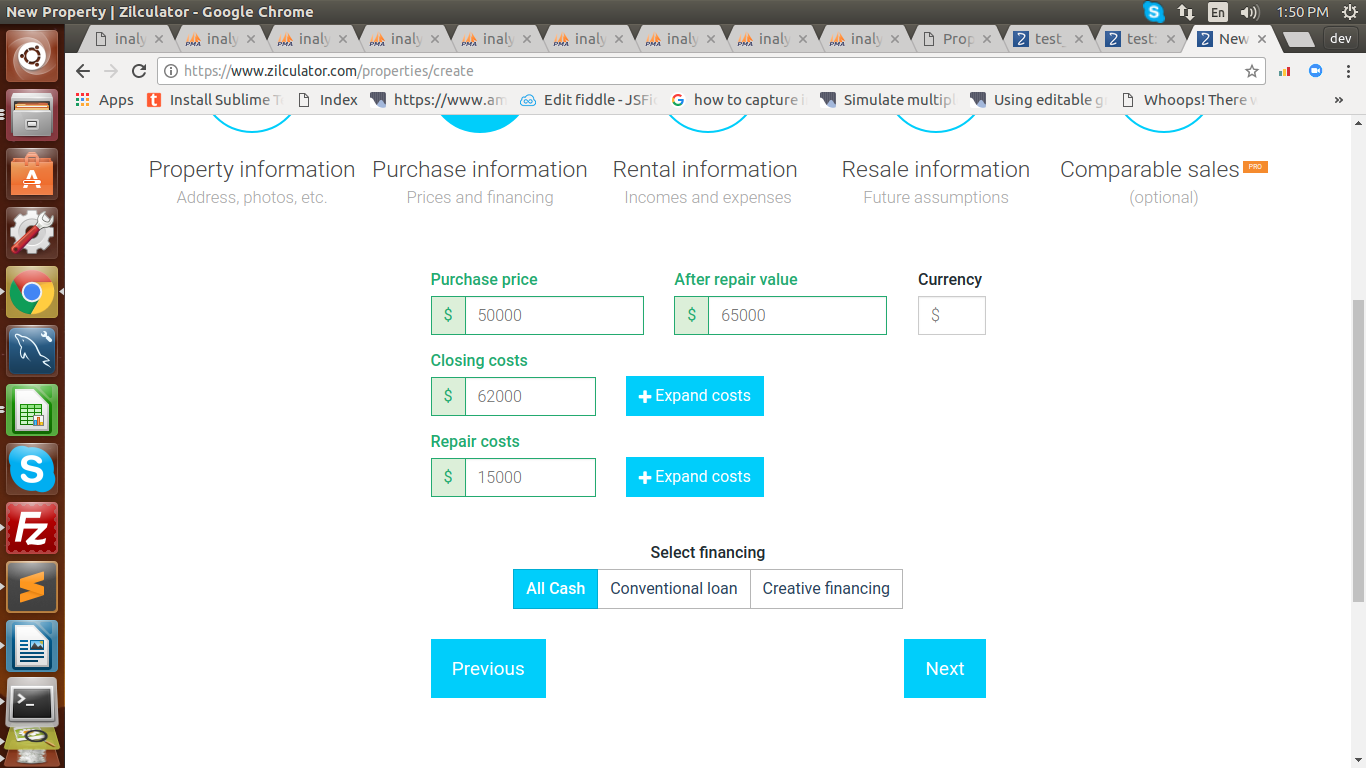 New Property | Zilculator - Google Chrome
En
1:50 PM
inaly
inaly
inaly
inaly
inaly
inaly
inaly
inaly
inaly
Prop
test_
test:
New
dev
https://www.zilculator.com/properties/create
Apps
Install Sublime T
Index
https://www.am
Edit fiddle - JSFi
how to capture i
Simulate multipl
Using editable g
Whoops! There w
»
Property information
Purchase information
Rental information
Resale information
Comparable sales PRO
Address, photos, etc.
Prices and financing
Incomes and expenses
Future assumptions
(optional)
Purchase price
After repair value
Currency
$ 50000
$ 65000
$
Closing costs
$ 62000
Expand costs
Repair costs
$ 15000
Expand costs
Select financing
All Cash
Conventional loan
Creative financing
Previous
Next